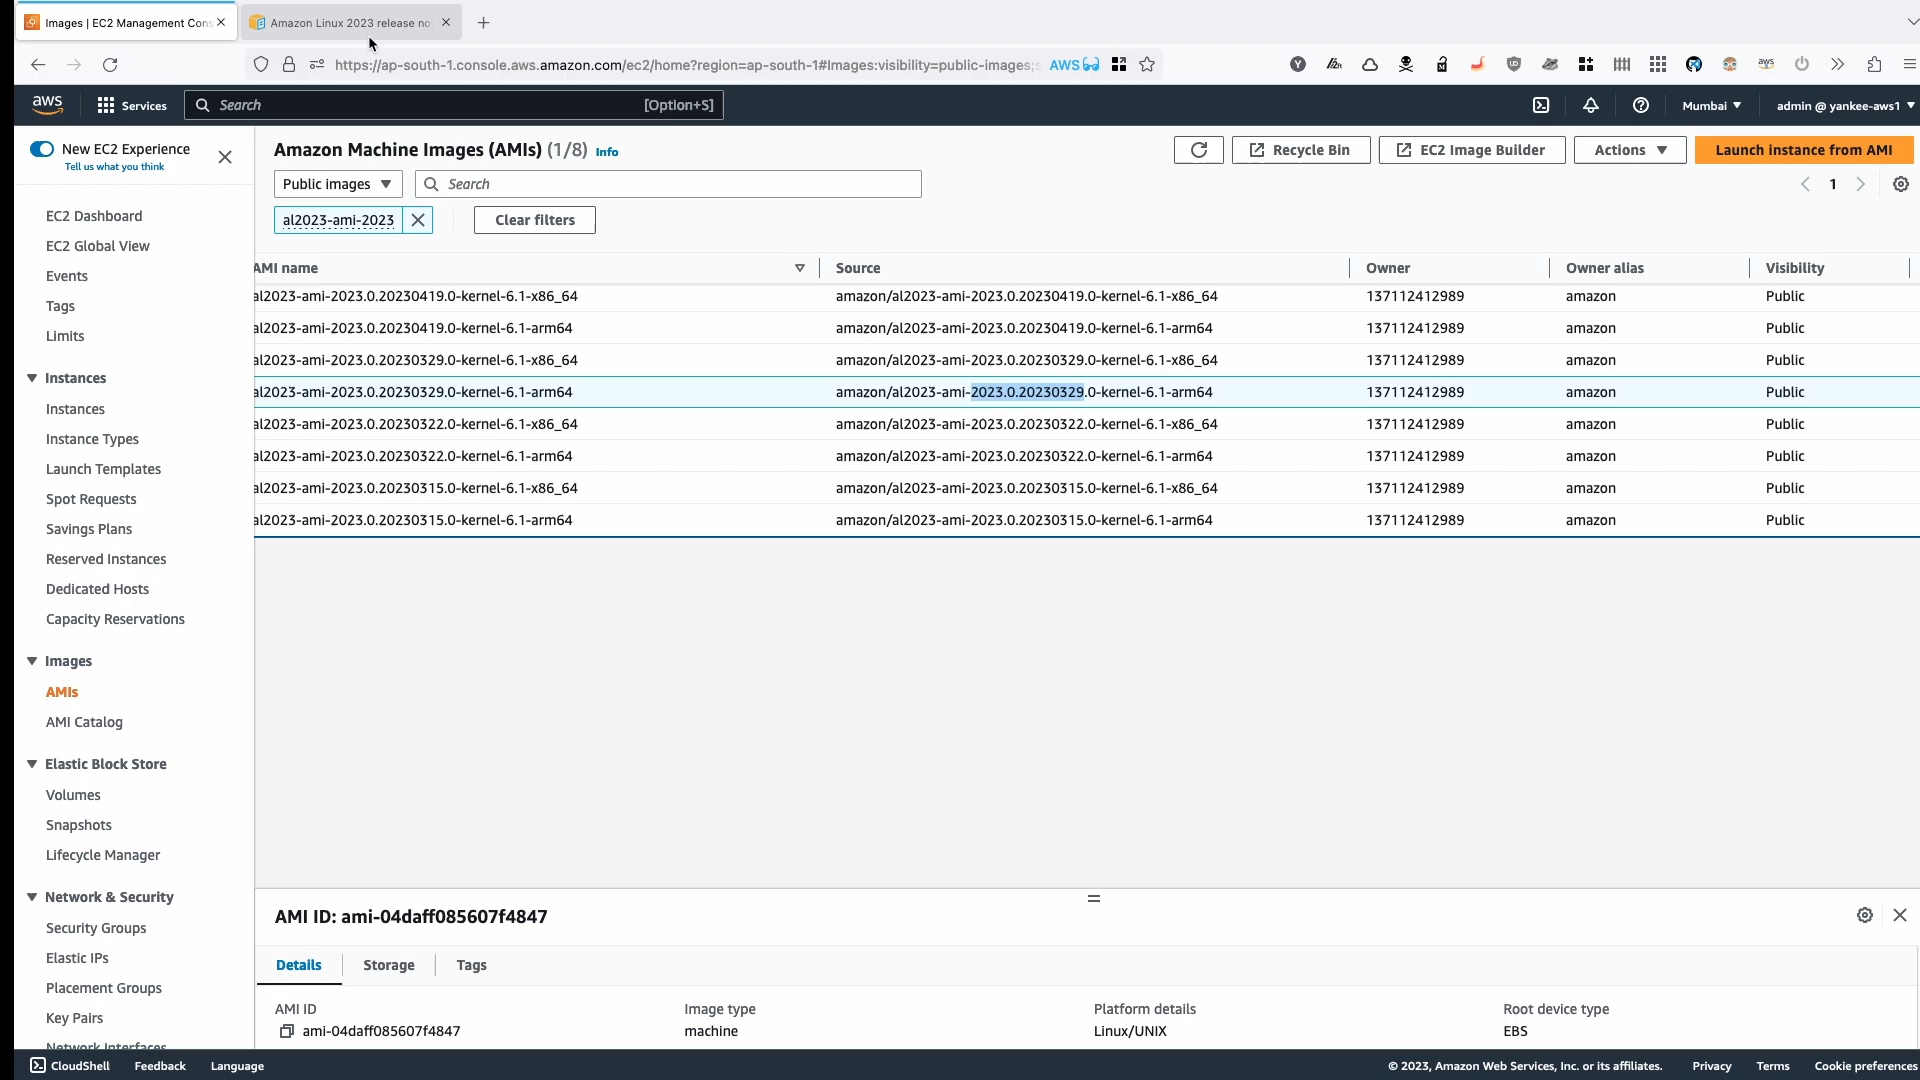 Images | EC2 Management Cons
Amazon Linux 2023 release no
https://ap-south-1.console.aws.amazon.com/ec2/home?region=ap-south-1#Images:visibility=public-images;s
AWS
aws
Services
Search
[Option+S]
Mumbai
admin @ yankee-aws1
New EC2 Experience
Tell us what you think
EC2 Dashboard
EC2 Global View
Events
Tags
Limits
Instances
Instances
Instance Types
Launch Templates
Spot Requests
Savings Plans
Reserved Instances
Dedicated Hosts
Capacity Reservations
Images
AMIs
AMI Catalog
Elastic Block Store
Volumes
Snapshots
Lifecycle Manager
Network & Security
Security Groups
Elastic IPs
Placement Groups
Key Pairs
Network Interfaces
Amazon Machine Images (AMIs) (1/8) Info
Recycle Bin
EC2 Image Builder
Actions
Launch instance from AMI
Public images
Search
1
al2023-ami-2023
Clear filters
AMI name Source Owner Owner alias Visibility
al2023-ami-2023.0.20230419.0-kernel-6.1-x86_64 amazon/al2023-ami-2023.0.20230419.0-kernel-6.1-x86_64 137112412989 amazon Public
al2023-ami-2023.0.20230419.0-kernel-6.1-arm64 amazon/al2023-ami-2023.0.20230419.0-kernel-6.1-arm64 137112412989 amazon Public
al2023-ami-2023.0.20230329.0-kernel-6.1-x86_64 amazon/al2023-ami-2023.0.20230329.0-kernel-6.1-x86_64 137112412989 amazon Public
al2023-ami-2023.0.20230329.0-kernel-6.1-arm64 amazon/al2023-ami-2023.0.20230329.0-kernel-6.1-arm64 137112412989 amazon Public
al2023-ami-2023.0.20230322.0-kernel-6.1-x86_64 amazon/al2023-ami-2023.0.20230322.0-kernel-6.1-x86_64 137112412989 amazon Public
al2023-ami-2023.0.20230322.0-kernel-6.1-arm64 amazon/al2023-ami-2023.0.20230322.0-kernel-6.1-arm64 137112412989 amazon Public
al2023-ami-2023.0.20230315.0-kernel-6.1-x86_64 amazon/al2023-ami-2023.0.20230315.0-kernel-6.1-x86_64 137112412989 amazon Public
al2023-ami-2023.0.20230315.0-kernel-6.1-arm64 amazon/al2023-ami-2023.0.20230315.0-kernel-6.1-arm64 137112412989 amazon Public
AMI ID: ami-04daff085607f4847
Details
Storage
Tags
AMI ID Image type Platform details Root device type
ami-04daff085607f4847 machine Linux/UNIX EBS
CloudShell
Feedback
Language
© 2023, Amazon Web Services, Inc. or its affiliates.
Privacy
Terms
Cookie preferences